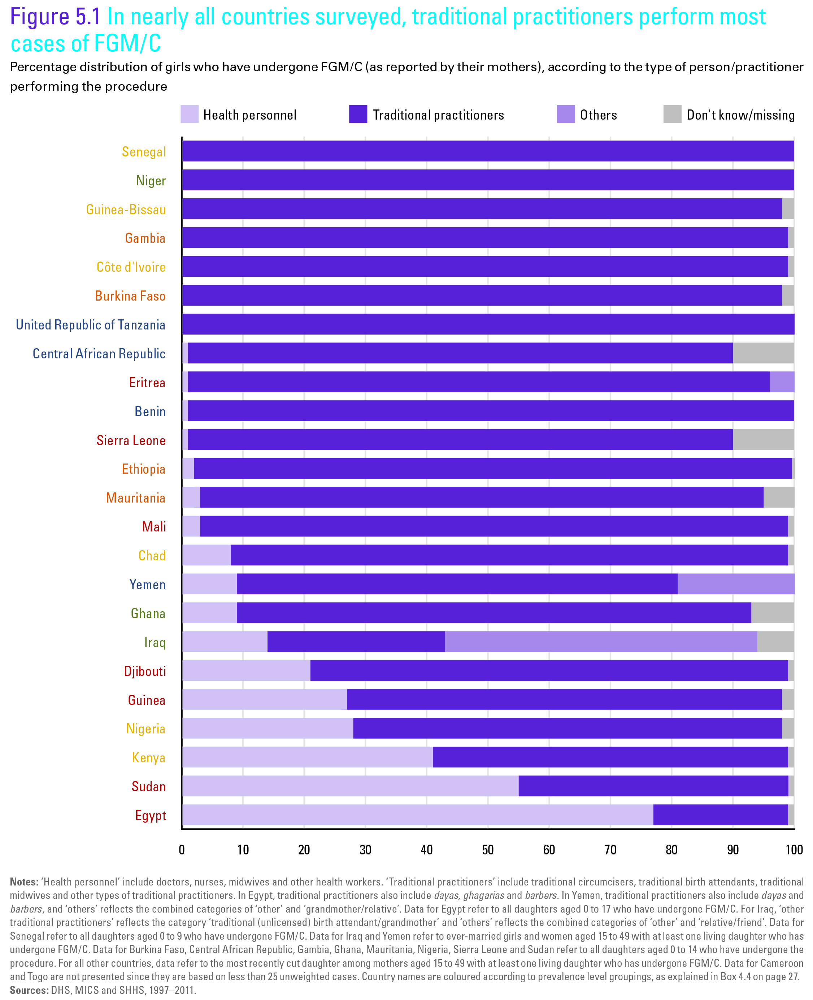 Figure 5.1 In nearly all countries surveyed, traditional practitioners perform most
cases of FGM/C
Percentage distribution of girls who have undergone FGM/C (as reported by their mothers), according to the type of person/practitioner
performing the procedure
Health personnel
Traditional practitioners
Others
Don't know/missing
Senegal
Niger
Guinea-Bissau
Gambia
Côte d'Ivoire
Burkina Faso
United Republic of Tanzania
Central African Republic
Eritrea
Benin
Sierra Leone
Ethiopia
Mauritania
Mali
Chad
Yemen
Ghana
Iraq
Djibouti
Guinea
Nigeria
Kenya
Sudan
Egypt
0 10 20 30 40 50 60 70 80 90 100
Notes: ‘Health personnel’ include doctors, nurses, midwives and other health workers. ‘Traditional practitioners’ include traditional circumcisers, traditional birth attendants, traditional
midwives and other types of traditional practitioners. In Egypt, traditional practitioners also include dayas, ghagarias and barbers. In Yemen, traditional practitioners also include dayas and
barbers, and ‘others’ reflects the combined categories of ‘other’ and ‘grandmother/relative’. Data for Egypt refer to all daughters aged 0 to 17 who have undergone FGM/C. For Iraq, ‘other
traditional practitioners’ reflects the category ‘traditional (unlicensed) birth attendant/grandmother’ and ‘others’ reflects the combined categories of ‘other’ and ‘relative/friend’. Data for
Senegal refer to all daughters aged 0 to 9 who have undergone FGM/C. Data for Iraq and Yemen refer to ever-married girls and women aged 15 to 49 with at least one living daughter who has
undergone FGM/C. Data for Burkina Faso, Central African Republic, Gambia, Ghana, Mauritania, Nigeria, Sierra Leone and Sudan refer to all daughters aged 0 to 14 who have undergone the
procedure. For all other countries, data refer to the most recently cut daughter among mothers aged 15 to 49 with at least one living daughter who has undergone FGM/C. Data for Cameroon
and Togo are not presented since they are based on less than 25 unweighted cases. Country names are coloured according to prevalence level groupings, as explained in Box 4.4 on page 27.
Sources: DHS, MICS and SHHS, 1997–2011.